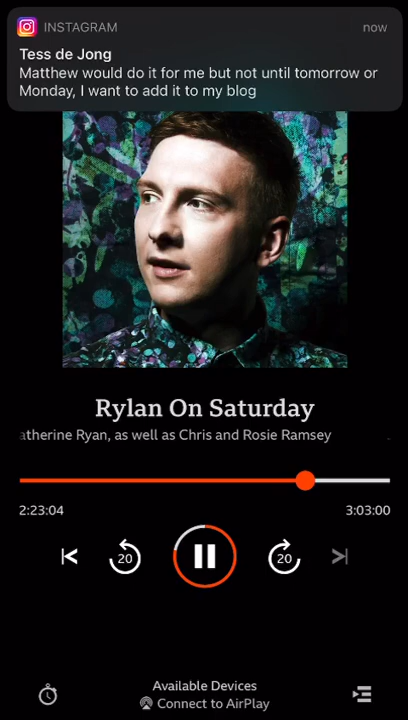 INSTAGRAM now
Tess de Jong
Matthew would do it for me but not until tomorrow or
Monday, I want to add it to my blog
Rylan On Saturday
atherine Ryan, as well as Chris and Rosie Ramsey
2:23:04 3:03:00
20 20
Available Devices
Connect to AirPlay